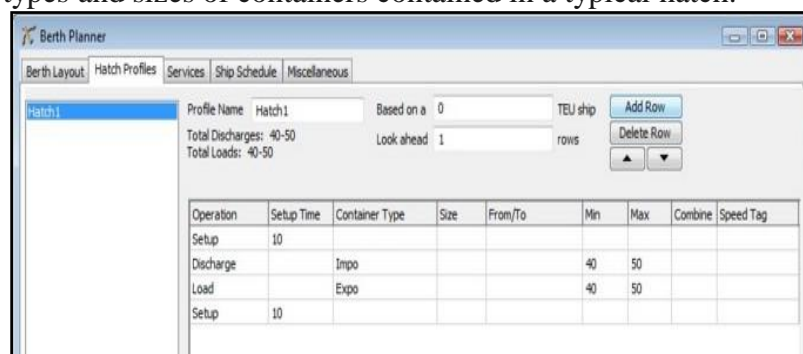 types and sizes of containers contained in a typical hatch.
Berth Planner
Berth Layout Hatch Profiles Services Ship Schedule Miscellaneous
Hatch1
Profile Name Hatch1 Based on a 0 TEU ship Add Row
Total Discharges: 40-50 Look ahead 1 rows Delete Row
Total Loads: 40-50
Operation Setup Time Container Type Size From/To Min Max Combine Speed Tag
Setup 10
Discharge Impo 40 50
Load Expo 40 50
Setup 10